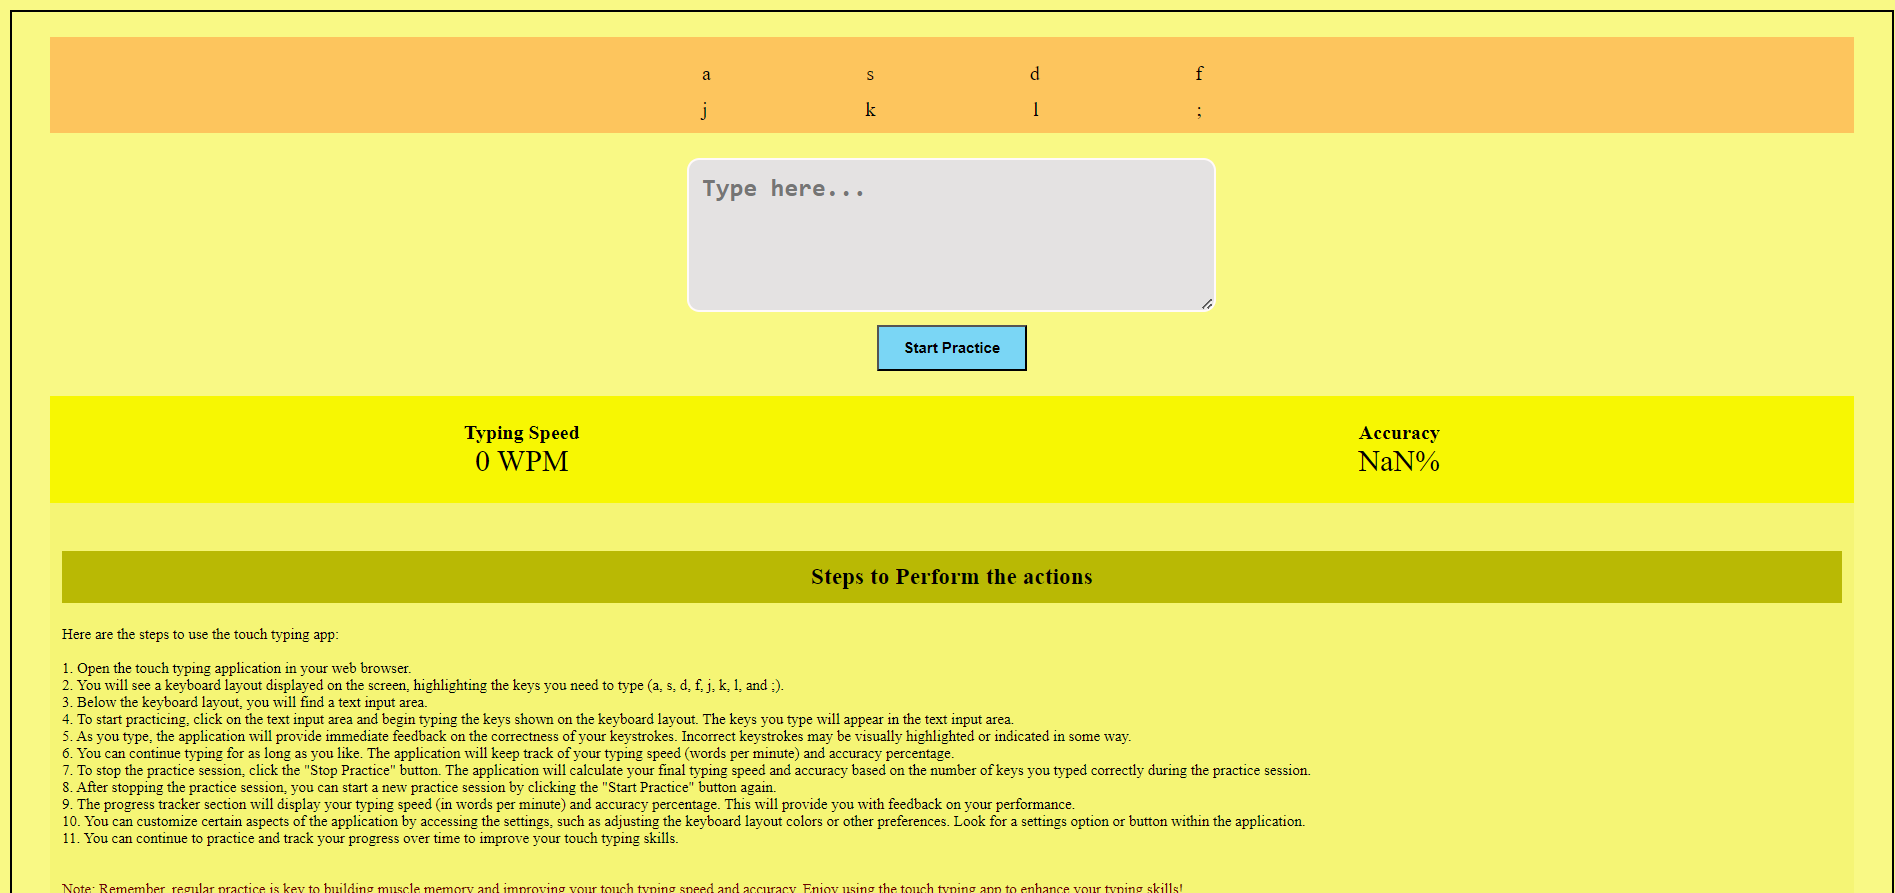 a s d f
j k l ;
Type here...
Start Practice
Typing Speed
0 WPM
Accuracy
NaN%
Steps to Perform the actions
Here are the steps to use the touch typing app:
1. Open the touch typing application in your web browser.
2. You will see a keyboard layout displayed on the screen, highlighting the keys you need to type (a, s, d, f, j, k, l, and ;).
3. Below the keyboard layout, you will find a text input area.
4. To start practicing, click on the text input area and begin typing the keys shown on the keyboard layout. The keys you type will appear in the text input area.
5. As you type, the application will provide immediate feedback on the correctness of your keystrokes. Incorrect keystrokes may be visually highlighted or indicated in some way.
6. You can continue typing for as long as you like. The application will keep track of your typing speed (words per minute) and accuracy percentage.
7. To stop the practice session, click the "Stop Practice" button. The application will calculate your final typing speed and accuracy based on the number of keys you typed correctly during the practice session.
8. After stopping the practice session, you can start a new practice session by clicking the "Start Practice" button again.
9. The progress tracker section will display your typing speed (in words per minute) and accuracy percentage. This will provide you with feedback on your performance.
10. You can customize certain aspects of the application by accessing the settings, such as adjusting the keyboard layout colors or other preferences. Look for a settings option or button within the application.
11. You can continue to practice and track your progress over time to improve your touch typing skills.
Note: Remember, regular practice is key to building muscle memory and improving your touch typing speed and accuracy. Enjoy using the touch typing app to enhance your typing skills!